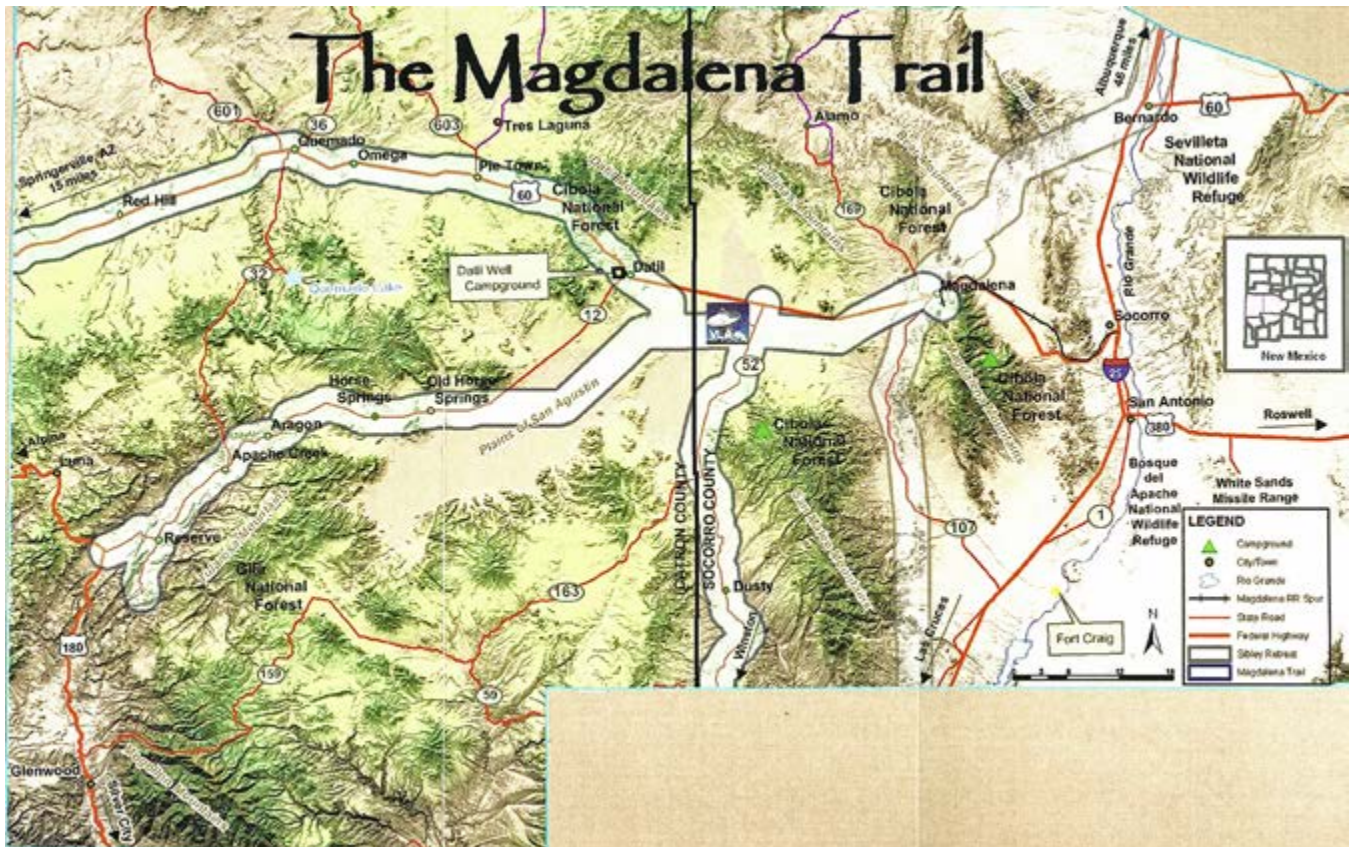 The Magdalena Trail
Albuquerque
46 miles
601
36
603
Tres Laguna
Alamo
60
Bernardo
Sevilleta
National
Wildlife
Refuge
Quemado
Omega
Pie Town
60
Springerville, AZ
15 miles
Red Hill
Cibola
National
Forest
169
Cibola
National
Forest
Rio Grande
32
Quemado Lake
Datil Well
Campground
Datil
12
VLA
Magdalena
Socorro
New Mexico
52
25
Cibola
National
Forest
Horse
Springs
Old Horse
Springs
Plains of San Agustin
San Antonio
380
Roswell
Aragon
Cibolas
National
Forest
Alpine
Luna
Apache Creek
Bosque
del
Apache
National
Wildlife
Refuge
White Sands
Missile Range
CATRON COUNTY
SOCORRO COUNTY
107
1
Reserve
Gila
National
Forest
163
Dusty
Winston
Las Cruces
Fort Craig
N
180
159
59
Glenwood
Silver City
LEGEND
Campground
City/Town
Rio Grande
Magdalena RR Spur
State Road
Federal Highway
Sibley Retreat
Magdalena Trail